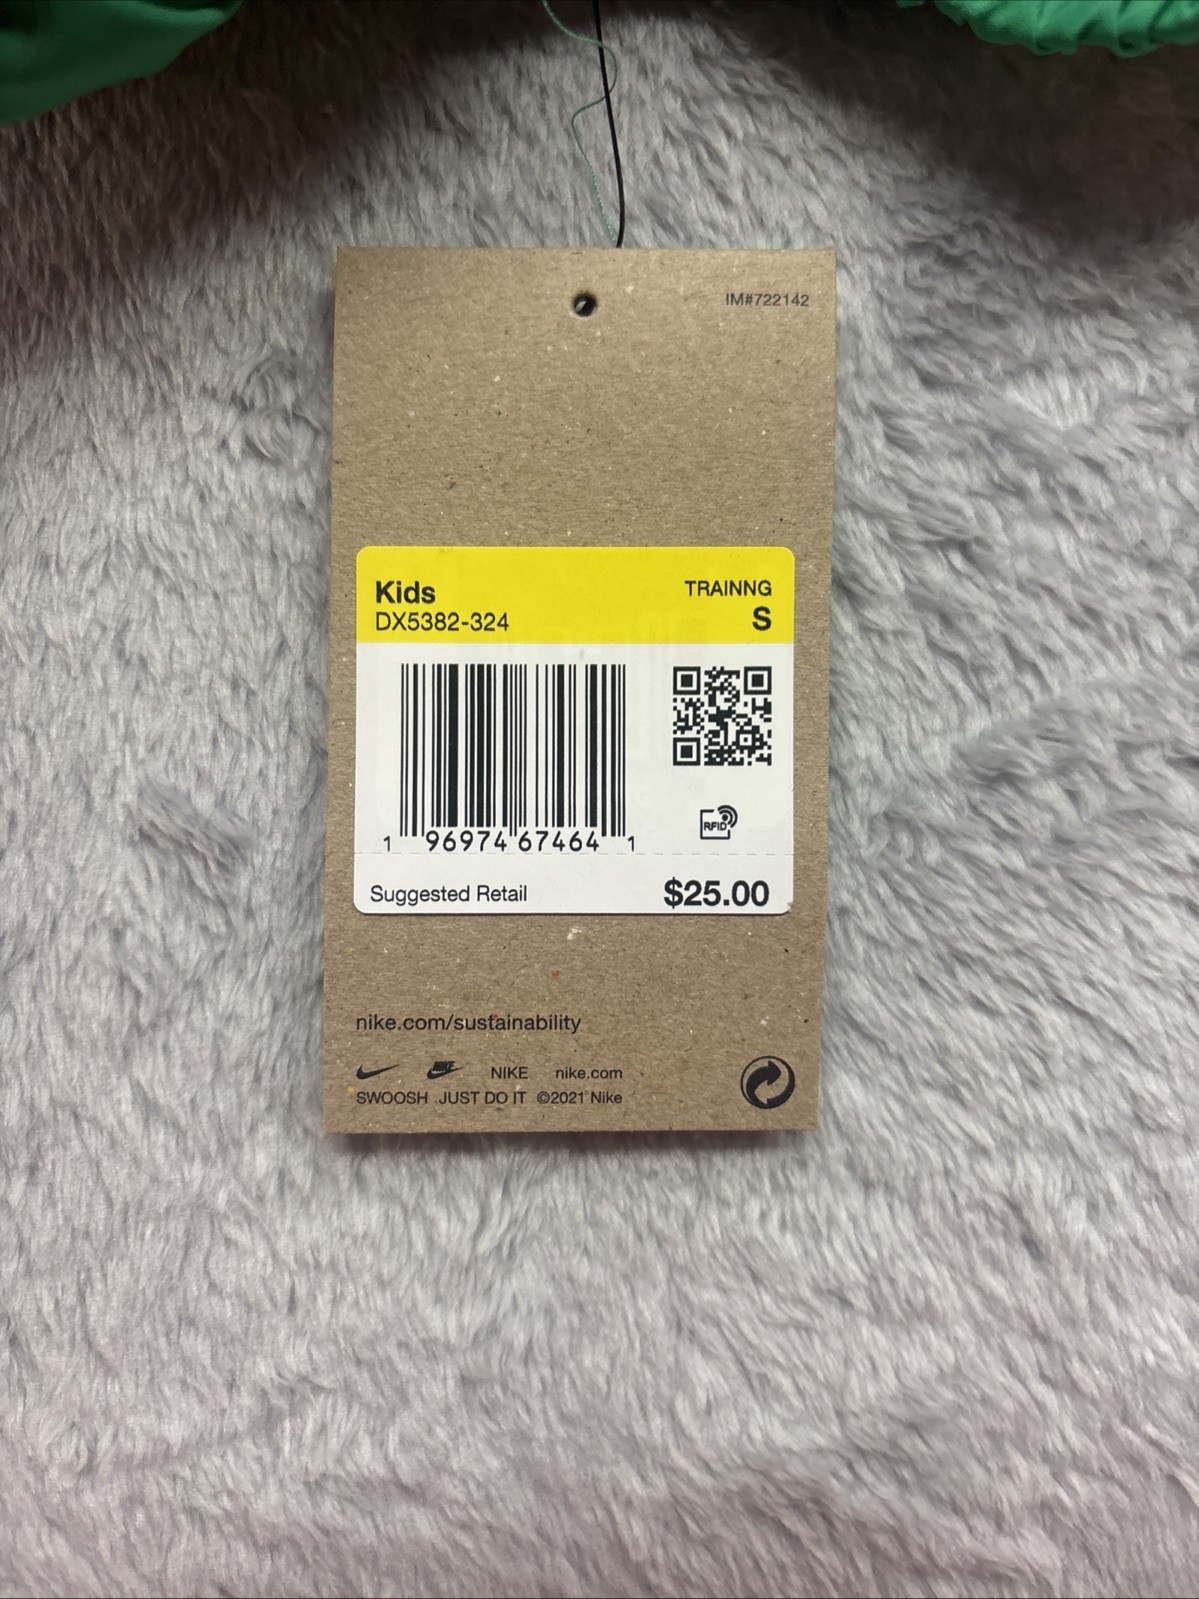 IM#722142
Kids TRAINNG
DX5382-324 S
RFID
1 96974 67464 1
Suggested Retail $25.00
nike.com/sustainability
NIKE NIKE nike.com
SWOOSH JUST DO IT ©2021 Nike